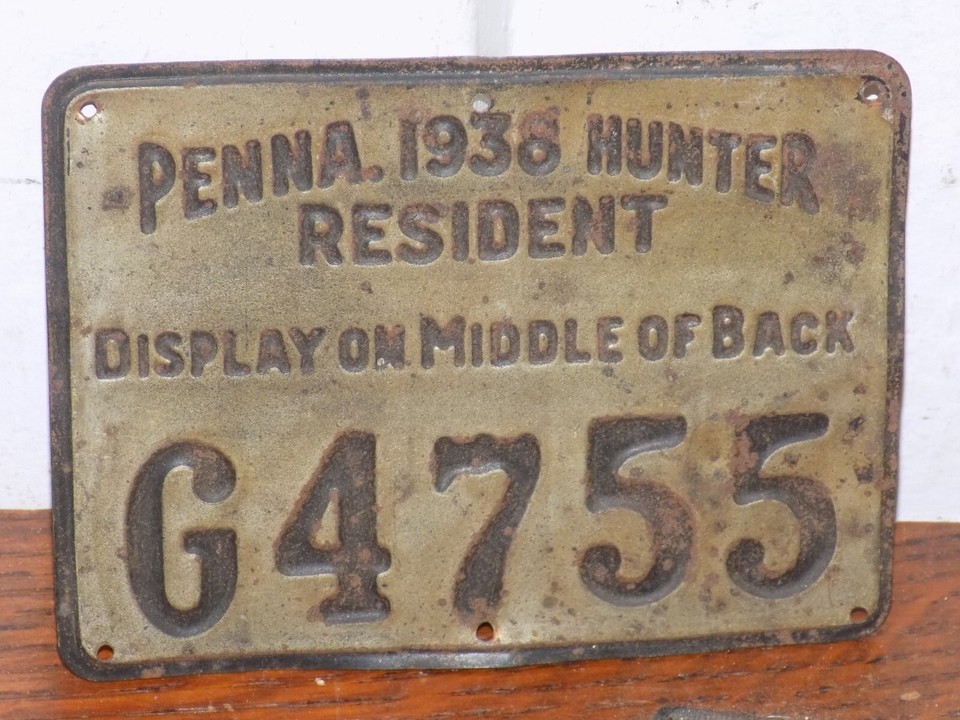 PENNA. 1938 HUNTER
RESIDENT
DISPLAY ON MIDDLE OF BACK
G4755